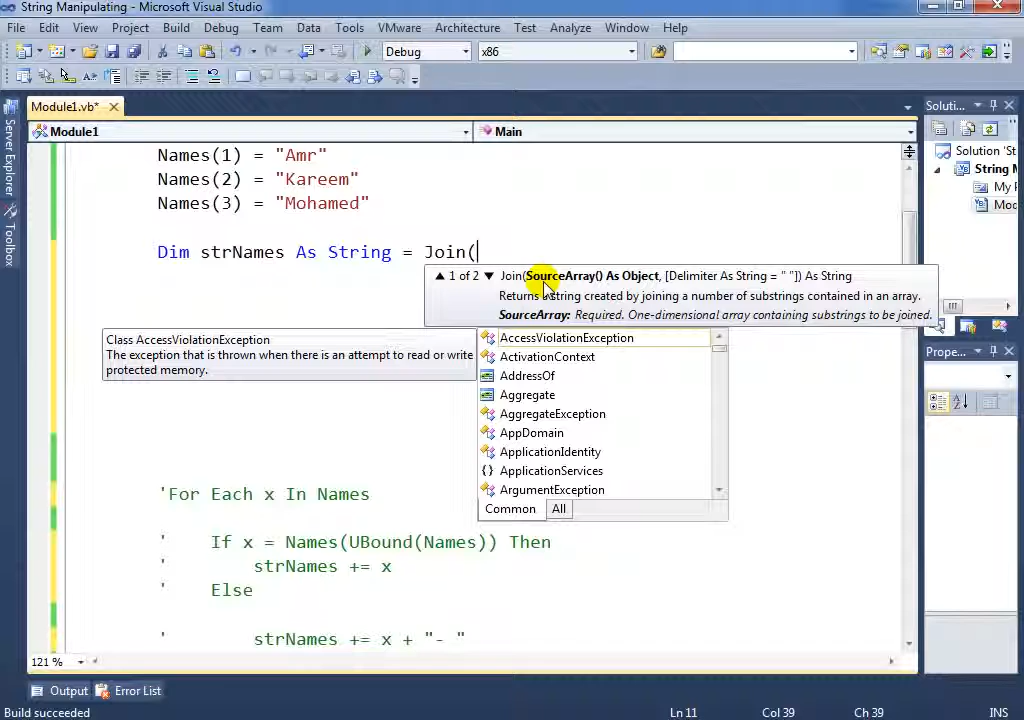 String Manipulating - Microsoft Visual Studio
File Edit View Project Build Debug Team Data Tools VMware Architecture Test Analyze Window Help
Debug x86
Module1.vb* Soluti...
Module1 Main
Server Explorer
Toolbox
Solution 'St
String M
My F
Moc
Names(1) = "Amr"
Names(2) = "Kareem"
Names(3) = "Mohamed"
Dim strNames As String = Join(
1 of 2 Join(SourceArray() As Object, [Delimiter As String = " "]) As String
Returns a string created by joining a number of substrings contained in an array.
SourceArray: Required. One-dimensional array containing substrings to be joined.
Class AccessViolationException
The exception that is thrown when there is an attempt to read or write
protected memory.
AccessViolationException
ActivationContext
AddressOf
Aggregate
AggregateException
AppDomain
ApplicationIdentity
{} ApplicationServices
ArgumentException
Common All
Prope...
'For Each x In Names
' If x = Names(UBound(Names)) Then
' strNames += x
' Else
' strNames += x + "- "
121 %
Output Error List
Build succeeded Ln 11 Col 39 Ch 39 INS